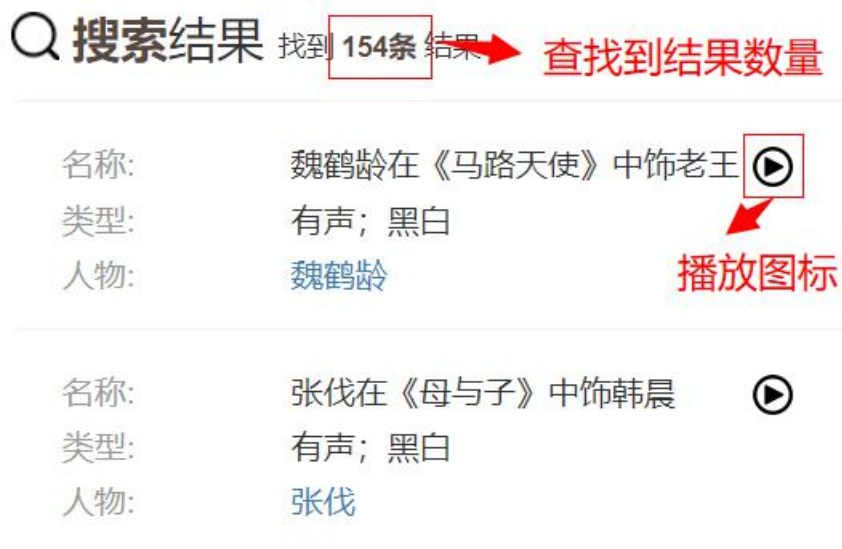 搜索结果 找到 154条 结果
查找到结果数量
名称: 魏鹤龄在《马路天使》中饰老王
类型: 有声；黑白
人物: 魏鹤龄
播放图标
名称: 张伐在《母与子》中饰韩晨
类型: 有声；黑白
人物: 张伐